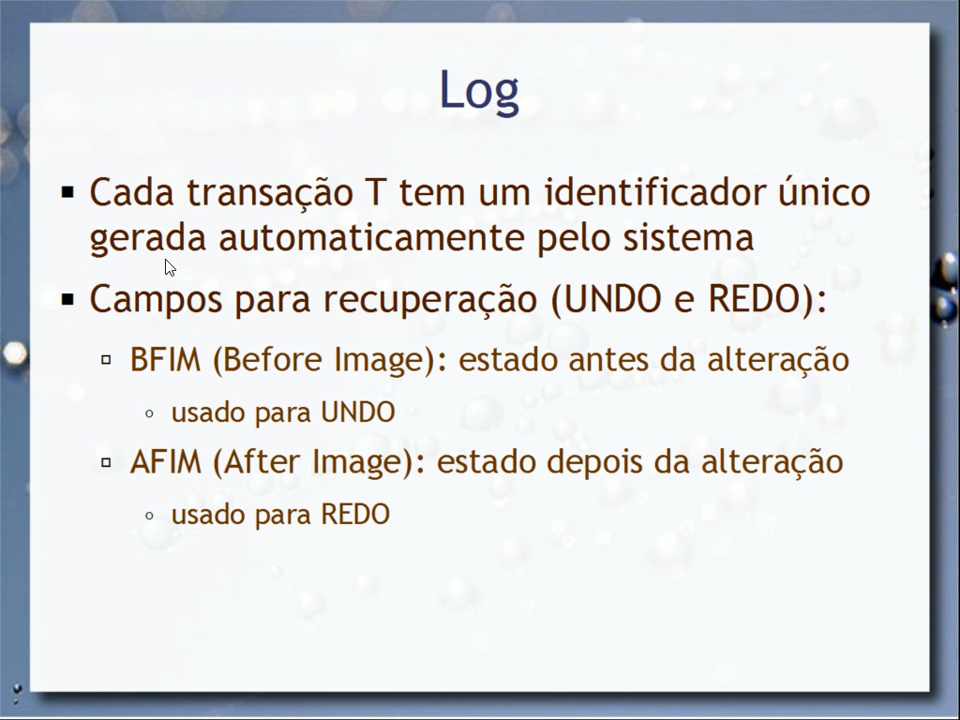 Log
Cada transação T tem um identificador único
gerada automaticamente pelo sistema
Campos para recuperação (UNDO e REDO):
BFIM (Before Image): estado antes da alteração
usado para UNDO
AFIM (After Image): estado depois da alteração
usado para REDO